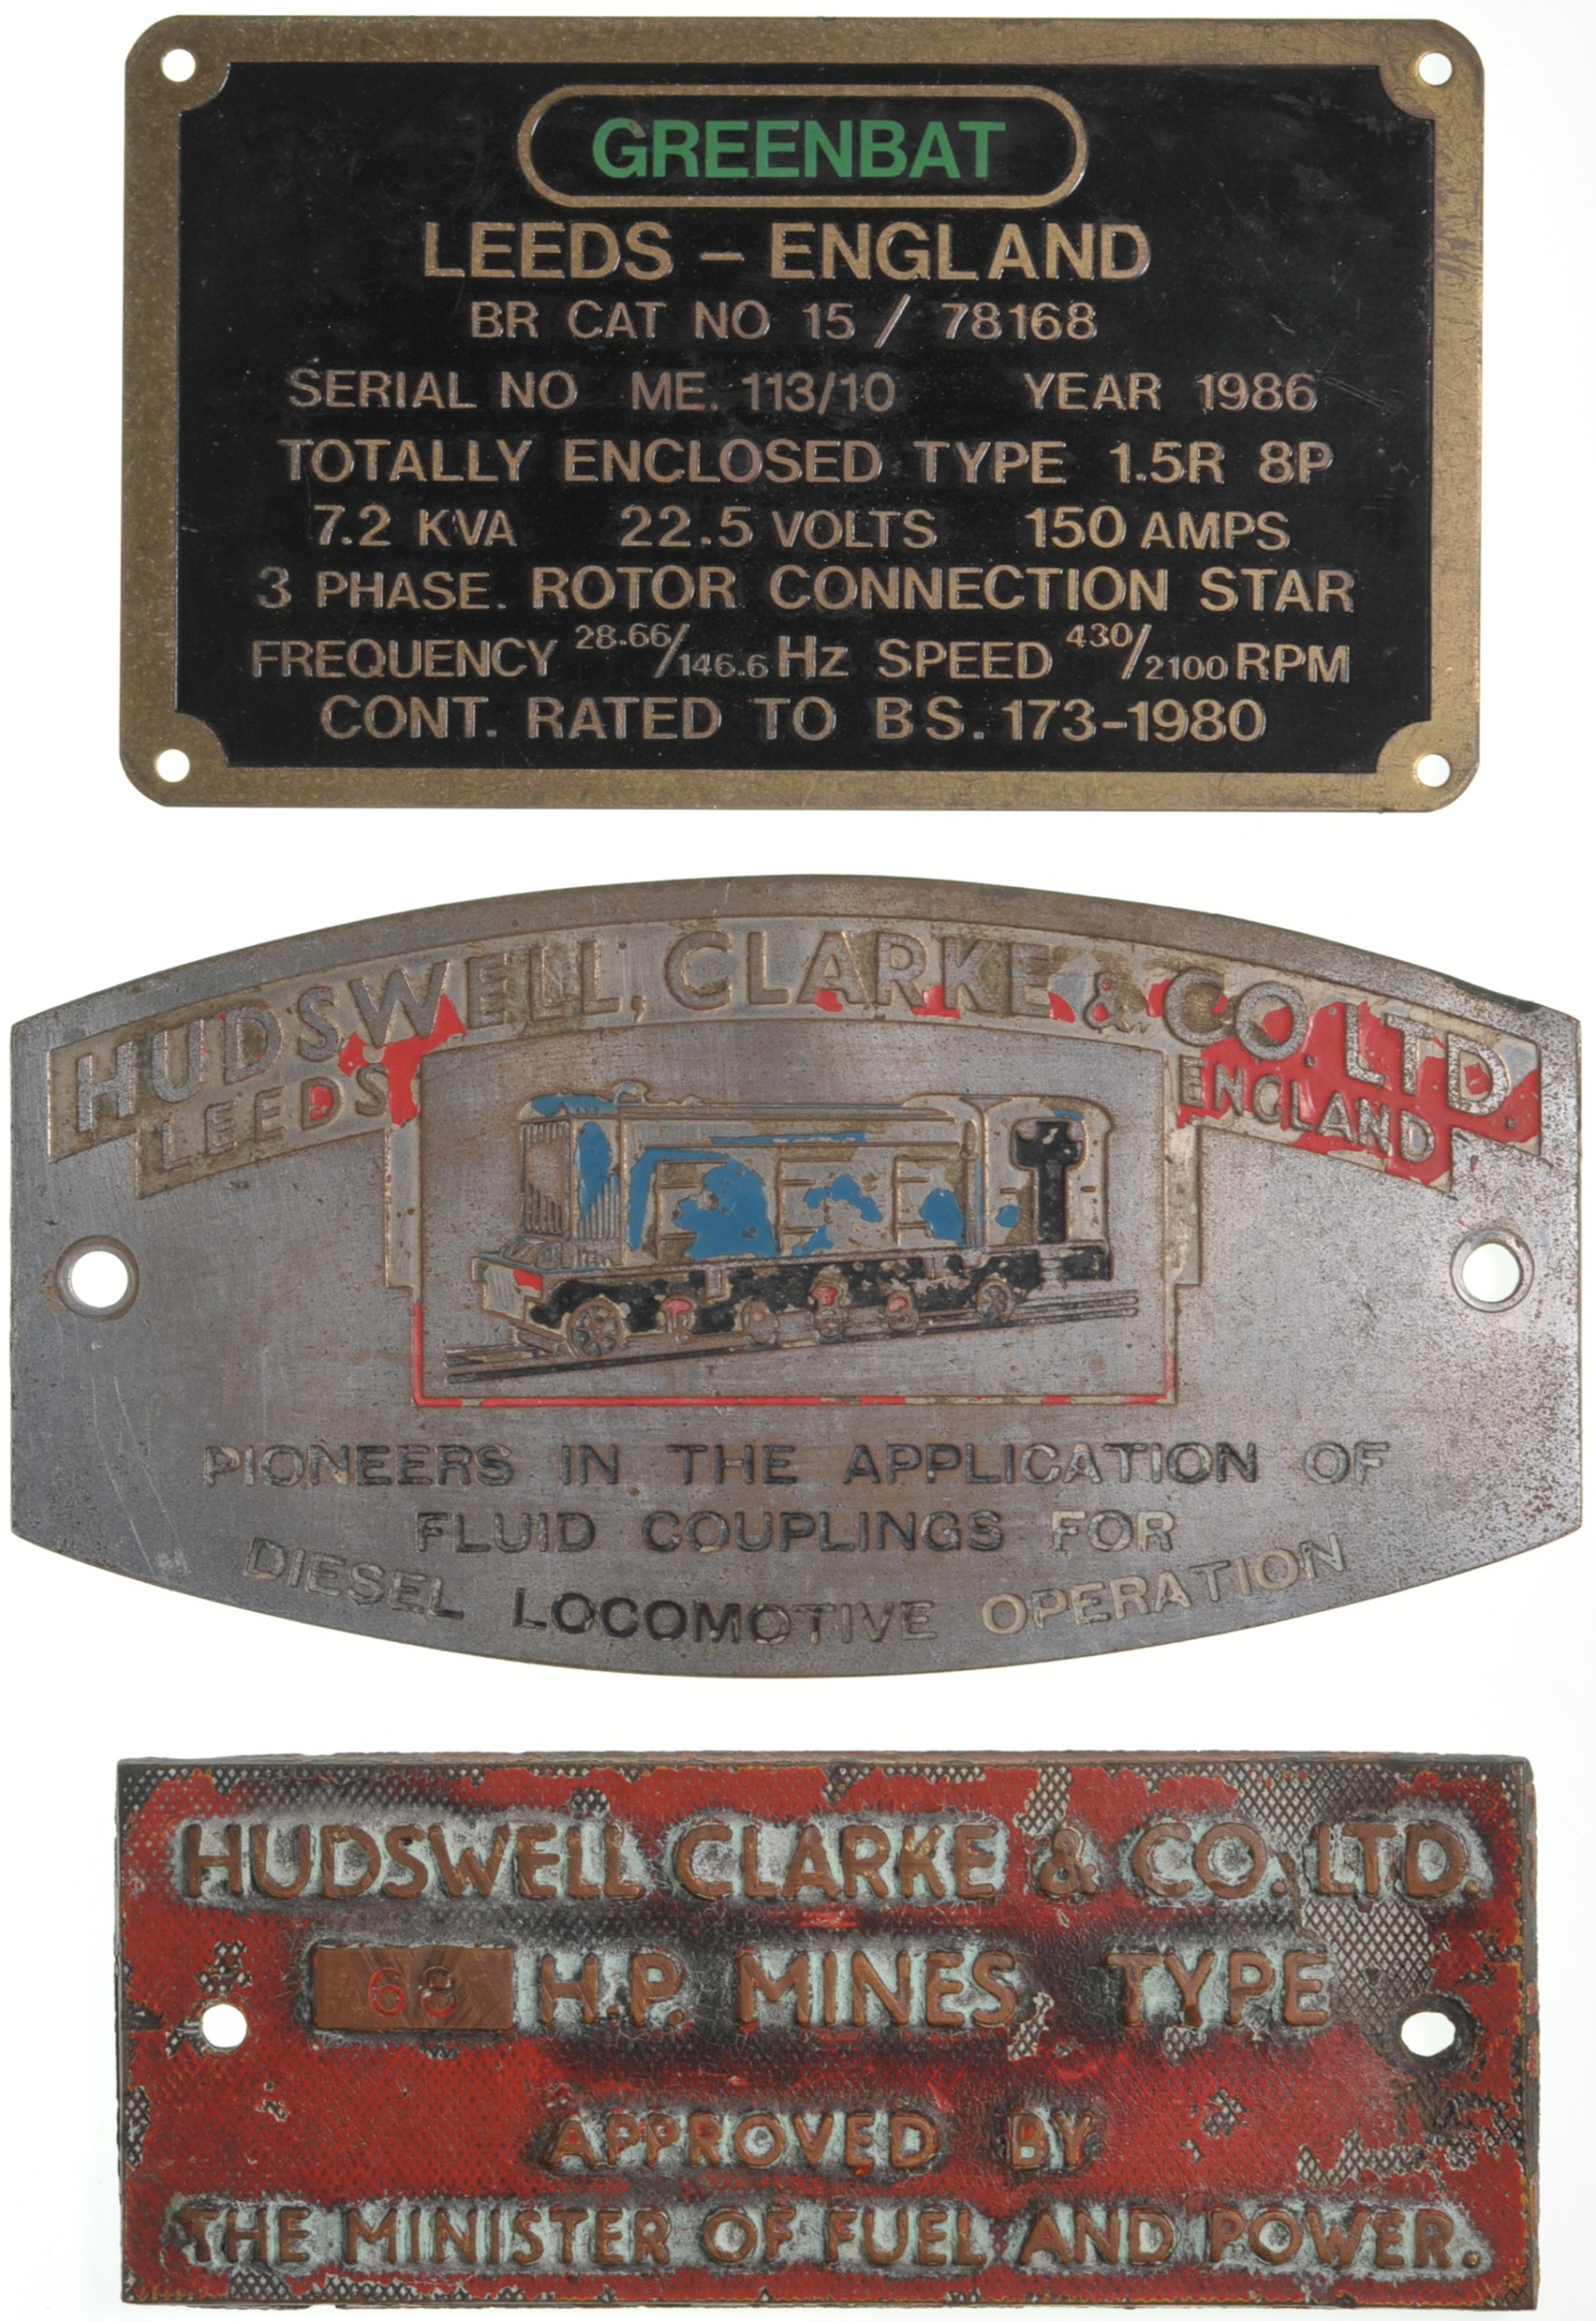 GREENBAT
LEEDS – ENGLAND
BR CAT NO 15 / 78168
SERIAL NO ME. 113/10 YEAR 1986
TOTALLY ENCLOSED TYPE 1.5R 8P
7.2 KVA 22.5 VOLTS 150 AMPS
3 PHASE. ROTOR CONNECTION STAR
FREQUENCY 28.66/146.6 Hz SPEED 430/2100 RPM
CONT. RATED TO BS. 173-1980
HUDSWELL, CLARKE & CO. LTD.
LEEDS ENGLAND
PIONEERS IN THE APPLICATION OF
FLUID COUPLINGS FOR
DIESEL LOCOMOTIVE OPERATION
HUDSWELL CLARKE & CO. LTD.
68 H.P. MINES TYPE
APPROVED BY
THE MINISTER OF FUEL AND POWER.